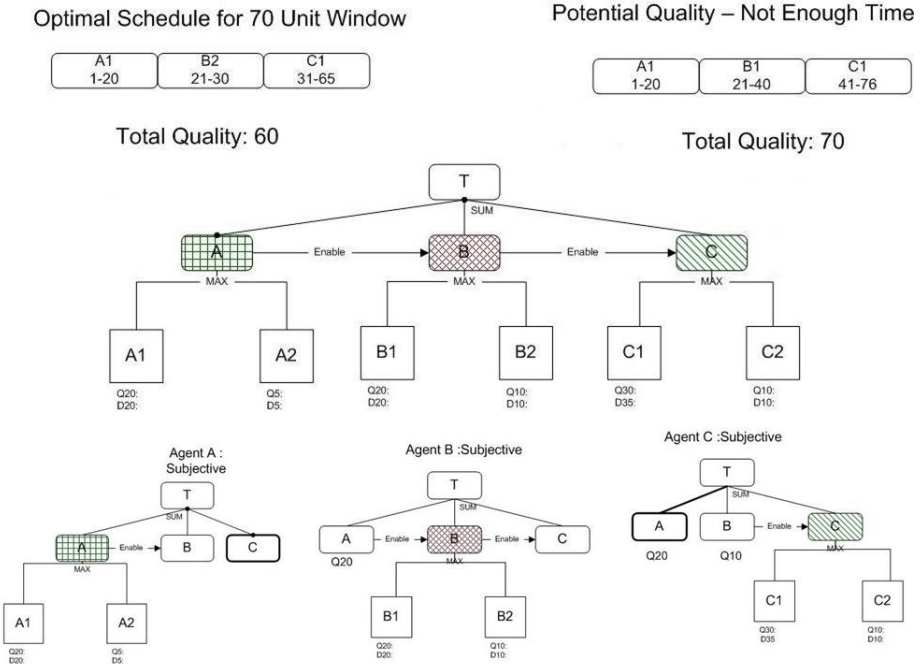 Optimal Schedule for 70 Unit Window
Potential Quality – Not Enough Time
A1
1-20
B2
21-30
C1
31-65
A1
1-20
B1
21-40
C1
41-76
Total Quality: 60
Total Quality: 70
T
SUM
A
Enable
B
Enable
C
MAX
MAX
MAX
A1
A2
B1
B2
C1
C2
Q20:
D20:
Q5:
D5:
Q20:
D20:
Q10:
D10:
Q30:
D35:
Q10:
D10:
Agent A :
Subjective
T
SUM
A
Enable
B
C
MAX
A1
A2
Q20:
D20:
Q5:
D5:
Agent B :Subjective
T
SUM
A
Enable
B
Enable
C
Q20
MAX
B1
B2
Q20:
D20:
Q10:
D10:
Agent C :Subjective
T
SUM
A
B
Enable
C
Q20
Q10
MAX
C1
C2
Q30:
D35
Q10:
D10: